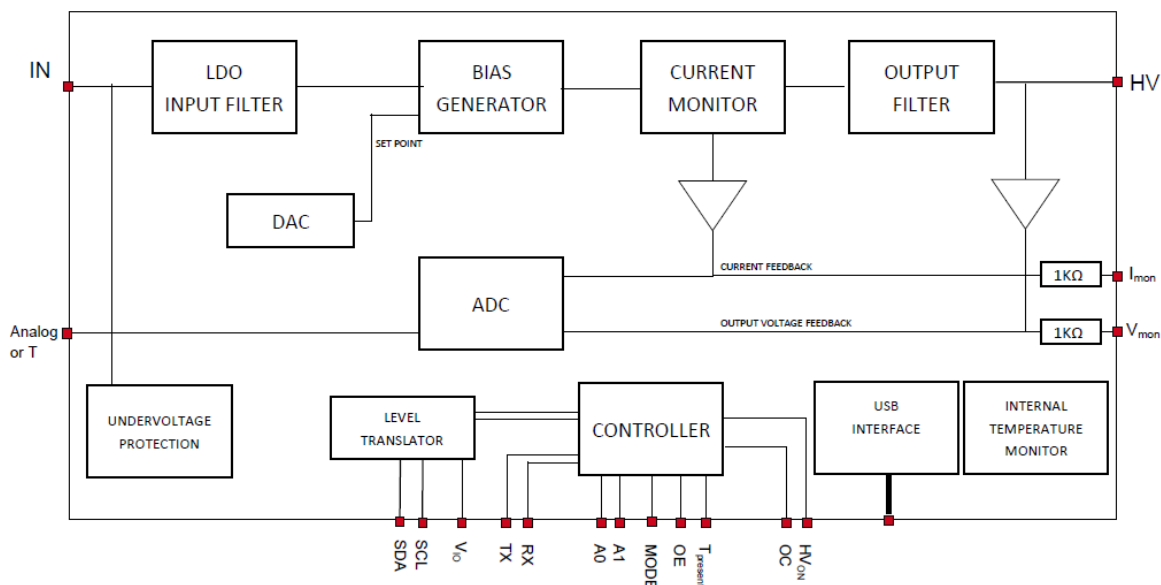 IN
LDO
INPUT FILTER
BIAS
GENERATOR
CURRENT
MONITOR
OUTPUT
FILTER
HV
SET POINT
DAC
ADC
CURRENT FEEDBACK
1KΩ
Imon
Analog
or T
OUTPUT VOLTAGE FEEDBACK
1KΩ
Vmon
UNDERVOLTAGE
PROTECTION
LEVEL
TRANSLATOR
CONTROLLER
USB
INTERFACE
INTERNAL
TEMPERATURE
MONITOR
SDA
SCL
VIO
TX
RX
A0
A1
MODE
OE
Tpresent
OC
HVON